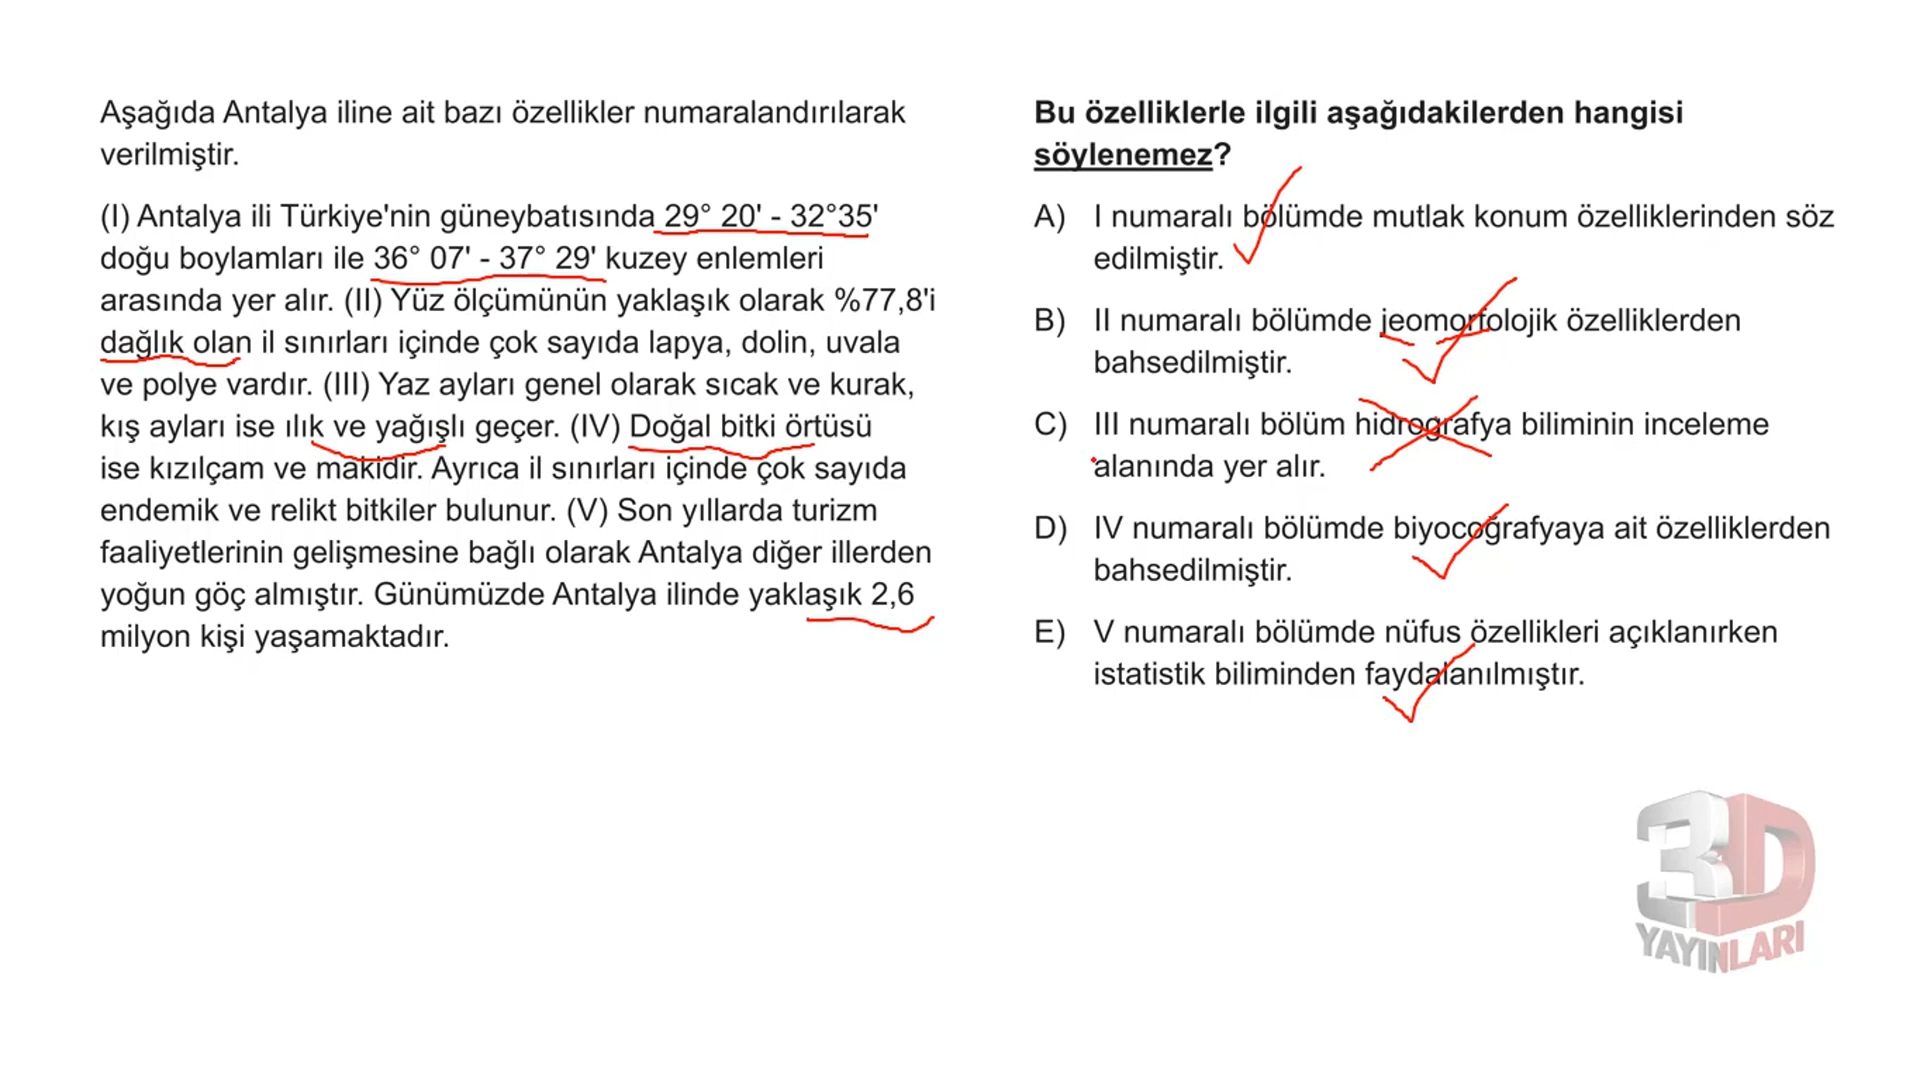 Aşağıda Antalya iline ait bazı özellikler numaralandırılarak
verilmiştir.
(I) Antalya ili Türkiye'nin güneybatısında 29° 20' - 32°35'
doğu boylamları ile 36° 07' - 37° 29' kuzey enlemleri
arasında yer alır. (II) Yüz ölçümünün yaklaşık olarak %77,8'i
dağlık olan il sınırları içinde çok sayıda lapya, dolin, uvala
ve polye vardır. (III) Yaz ayları genel olarak sıcak ve kurak,
kış ayları ise ılık ve yağışlı geçer. (IV) Doğal bitki örtüsü
ise kızılçam ve makidir. Ayrıca il sınırları içinde çok sayıda
endemik ve relikt bitkiler bulunur. (V) Son yıllarda turizm
faaliyetlerinin gelişmesine bağlı olarak Antalya diğer illerden
yoğun göç almıştır. Günümüzde Antalya ilinde yaklaşık 2,6
milyon kişi yaşamaktadır.
Bu özelliklerle ilgili aşağıdakilerden hangisi
söylenemez?
A) I numaralı bölümde mutlak konum özelliklerinden söz
edilmiştir.
B) II numaralı bölümde jeomorfolojik özelliklerden
bahsedilmiştir.
C) III numaralı bölüm hidrografya biliminin inceleme
alanında yer alır.
D) IV numaralı bölümde biyocoğrafyaya ait özelliklerden
bahsedilmiştir.
E) V numaralı bölümde nüfus özellikleri açıklanırken
istatistik biliminden faydalanılmıştır.
3D
YAYINLARI